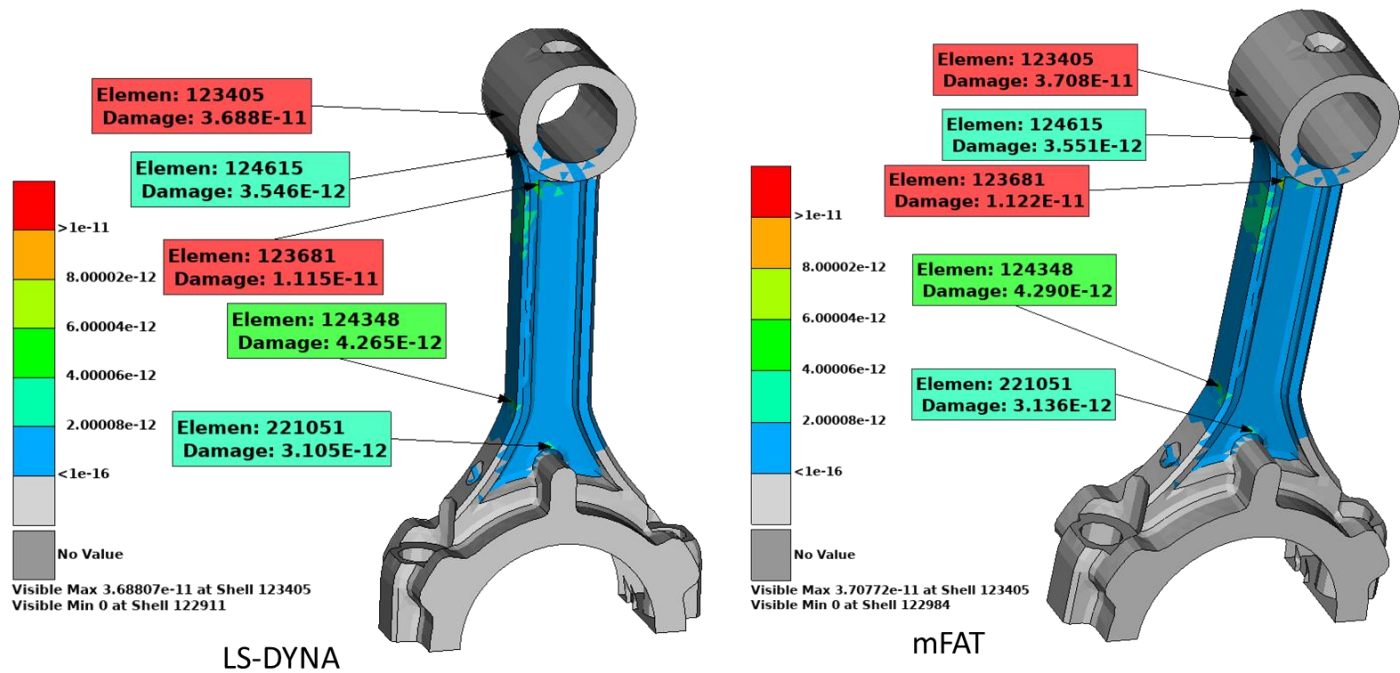 Elemen: 123405
Damage: 3.688E-11
Elemen: 124615
Damage: 3.546E-12
Elemen: 123681
Damage: 1.115E-11
Elemen: 124348
Damage: 4.265E-12
Elemen: 221051
Damage: 3.105E-12
>1e-11
8.00002e-12
6.00004e-12
4.00006e-12
2.00008e-12
<1e-16
No Value
Visible Max 3.68807e-11 at Shell 123405
Visible Min 0 at Shell 122911
LS-DYNA
Elemen: 123405
Damage: 3.708E-11
Elemen: 124615
Damage: 3.551E-12
Elemen: 123681
Damage: 1.122E-11
Elemen: 124348
Damage: 4.290E-12
Elemen: 221051
Damage: 3.136E-12
>1e-11
8.00002e-12
6.00004e-12
4.00006e-12
2.00008e-12
<1e-16
No Value
Visible Max 3.70772e-11 at Shell 123405
Visible Min 0 at Shell 122984
mFAT